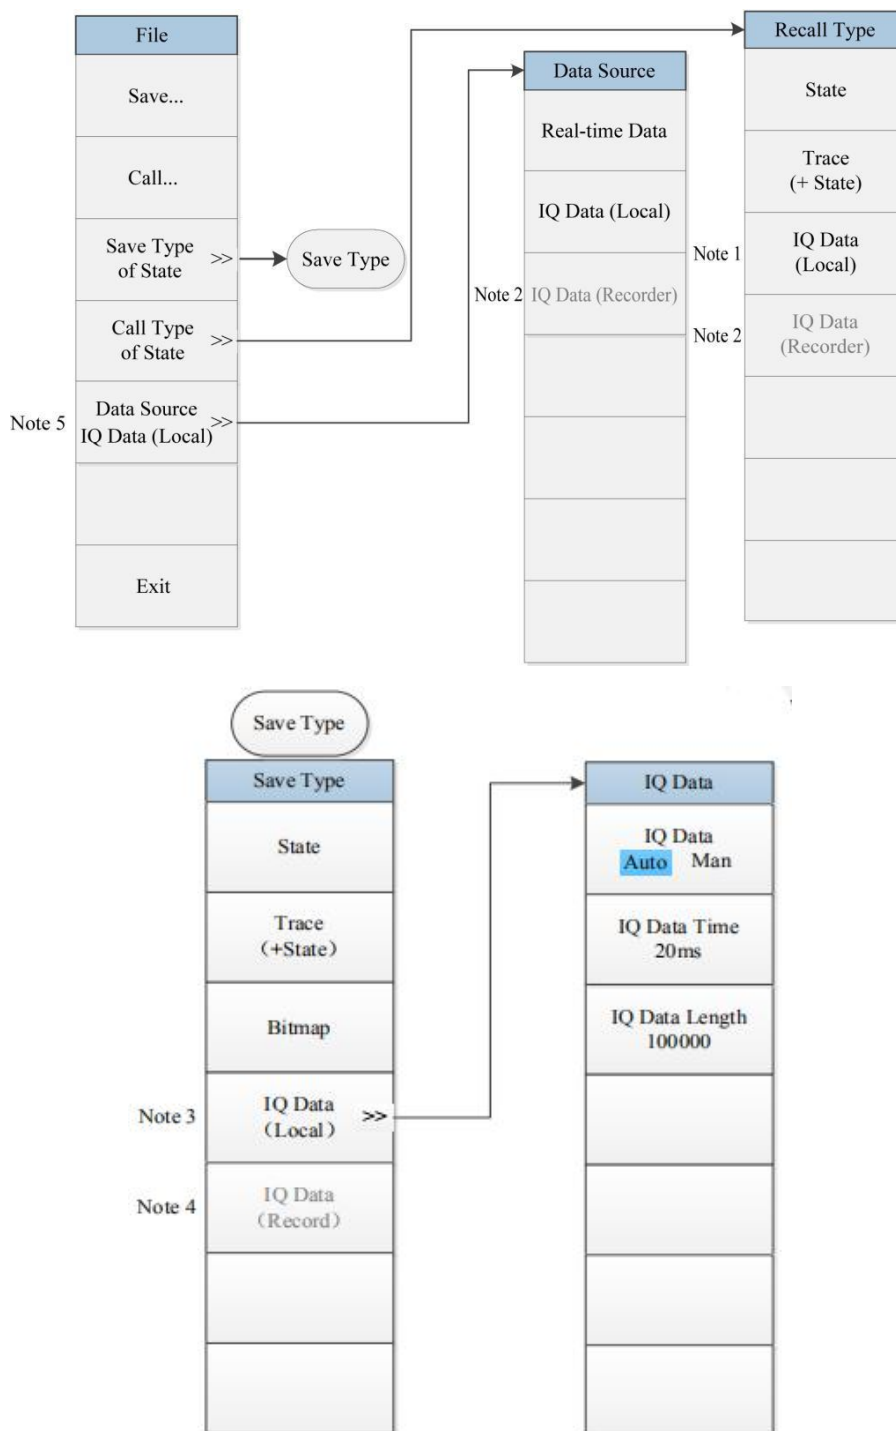 File
Save...
Call...
Save Type
of State >>
Save Type
Call Type
of State >>
Note 5
Data Source
IQ Data (Local) >>
Exit
Data Source
Real-time Data
IQ Data (Local)
Note 2 IQ Data (Recorder)
Recall Type
State
Trace
(+ State)
Note 1
IQ Data
(Local)
Note 2
IQ Data
(Recorder)
Save Type
Save Type
State
Trace
(+State)
Bitmap
Note 3
IQ Data
(Local) >>
Note 4
IQ Data
(Record)
IQ Data
IQ Data
Auto Man
IQ Data Time
20ms
IQ Data Length
100000